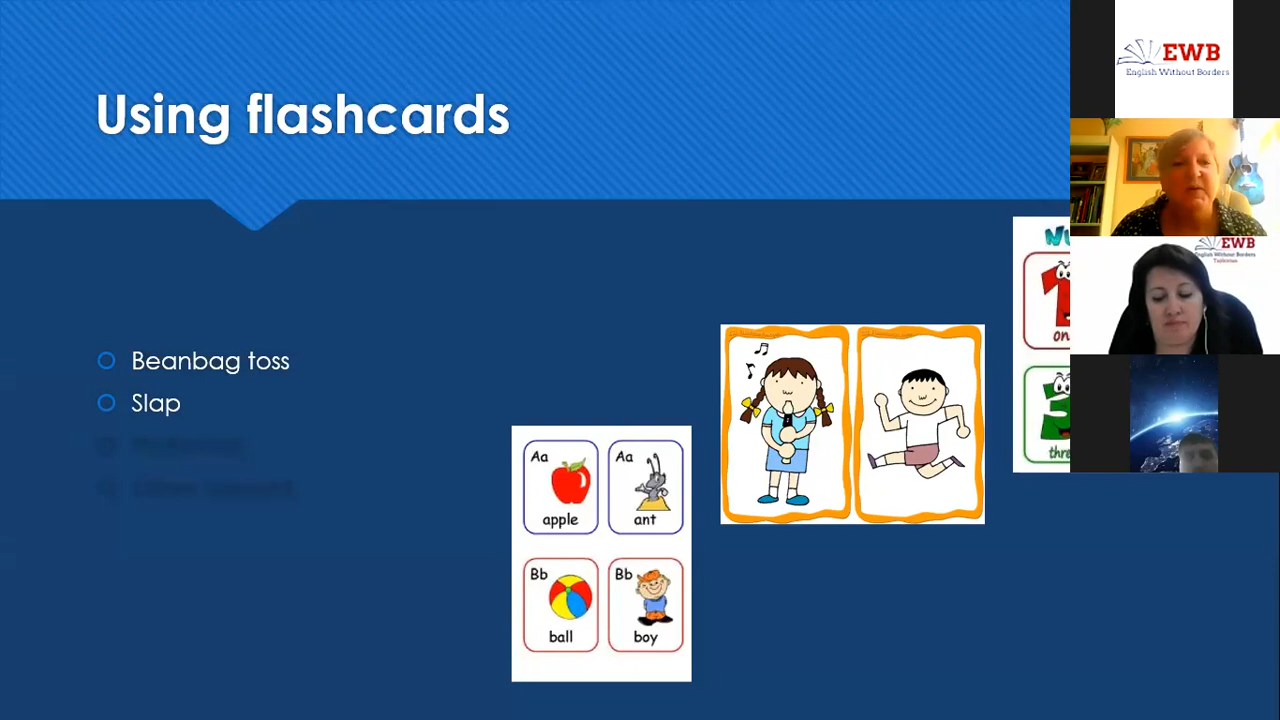 Using flashcards
Beanbag toss
Slap
Aa
apple
Aa
ant
Bb
ball
Bb
boy
EWB
English Without Borders
EWB
English Without Borders